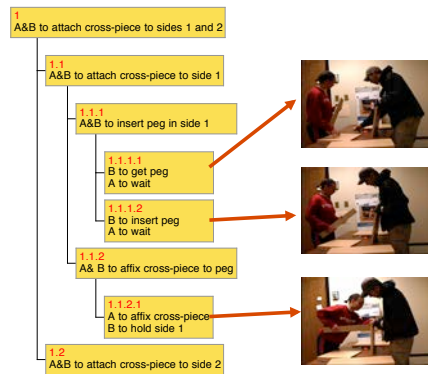 1
A&B to attach cross-piece to sides 1 and 2
1.1
A&B to attach cross-piece to side 1
1.1.1
A&B to insert peg in side 1
1.1.1.1
B to get peg
A to wait
1.1.1.2
B to insert peg
A to wait
1.1.2
A& B to affix cross-piece to peg
1.1.2.1
A to affix cross-piece
B to hold side 1
1.2
A&B to attach cross-piece to side 2